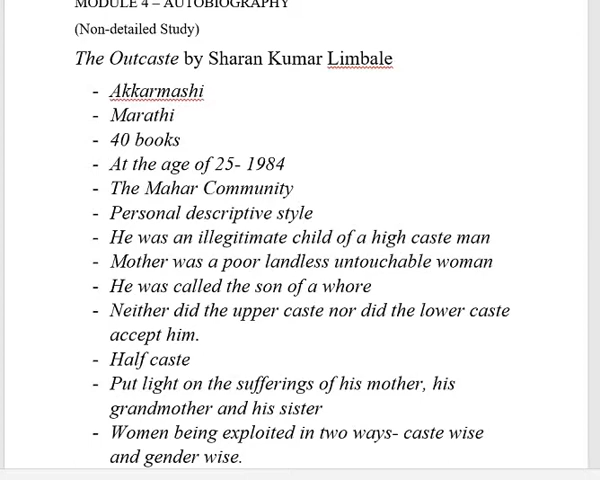 MODULE 4 – AUTOBIOGRAPHY
(Non-detailed Study)
The Outcaste by Sharan Kumar Limbale
- Akkarmashi
- Marathi
- 40 books
- At the age of 25- 1984
- The Mahar Community
- Personal descriptive style
- He was an illegitimate child of a high caste man
- Mother was a poor landless untouchable woman
- He was called the son of a whore
- Neither did the upper caste nor did the lower caste
accept him.
- Half caste
- Put light on the sufferings of his mother, his
grandmother and his sister
- Women being exploited in two ways- caste wise
and gender wise.